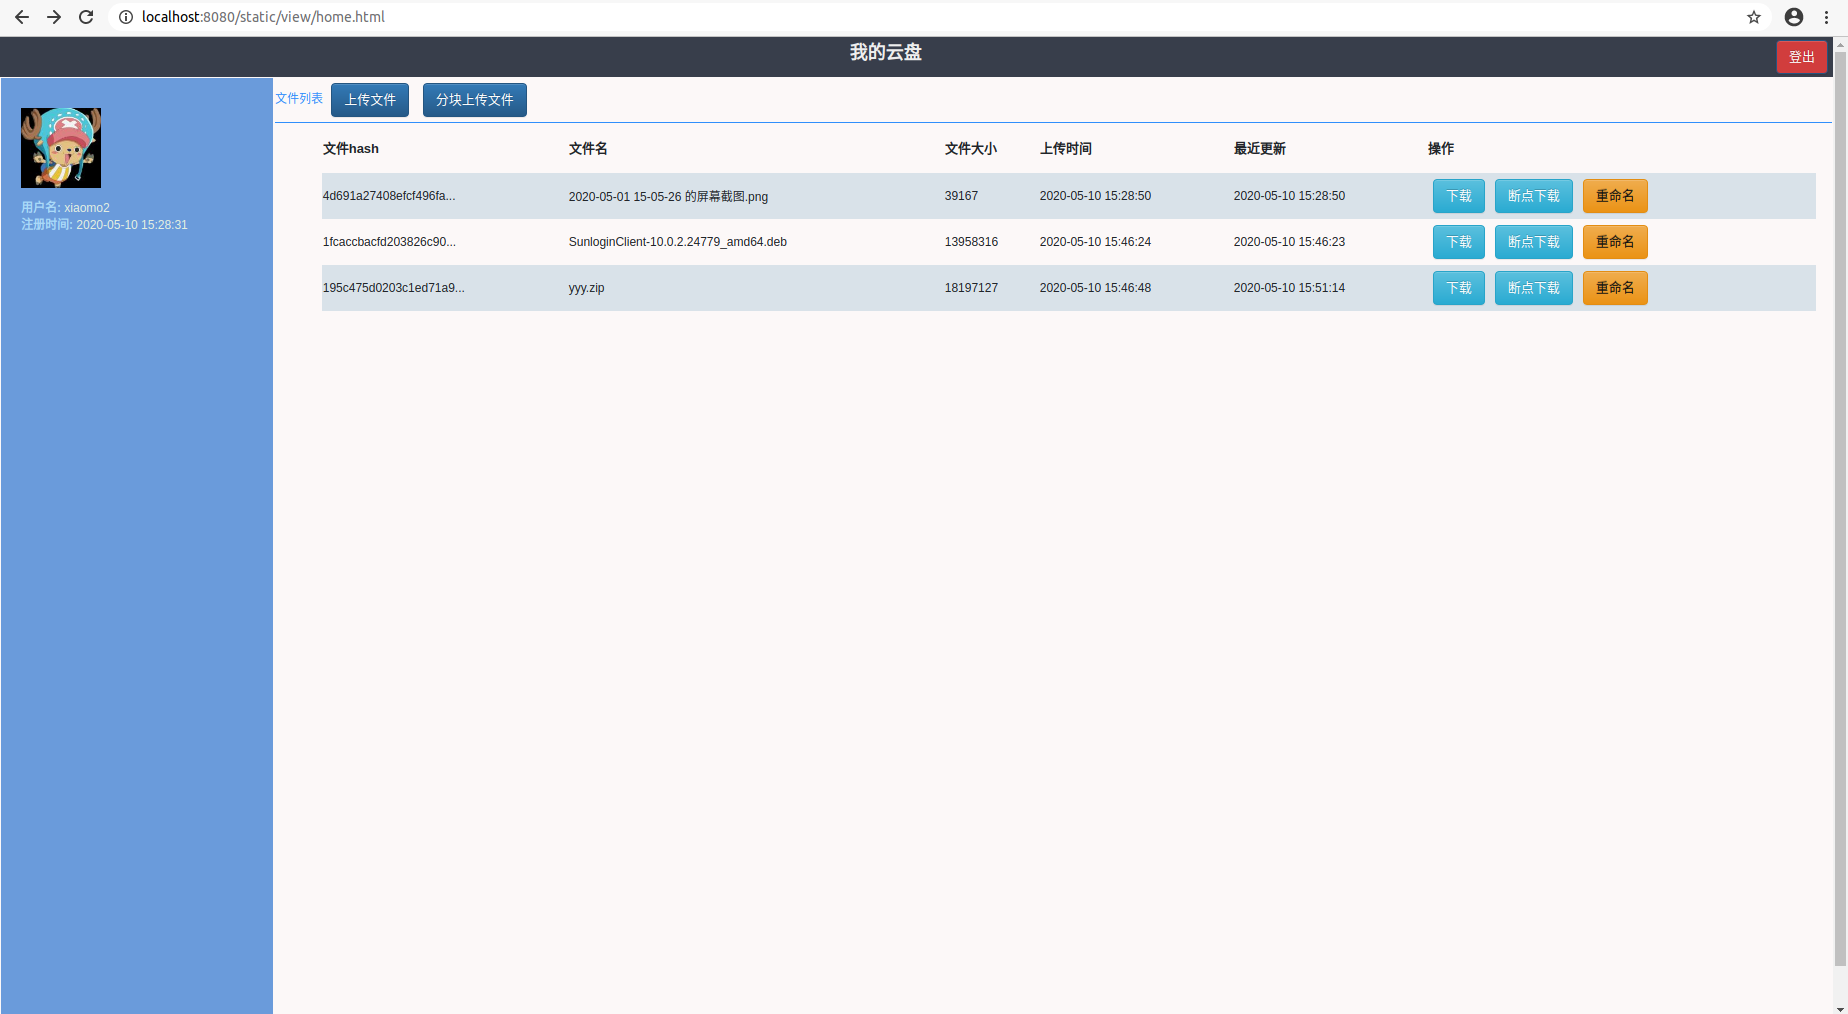 localhost:8080/static/view/home.html
我的云盘
登出
用户名: xiaomo2
注册时间: 2020-05-10 15:28:31
文件列表 上传文件 分块上传文件
文件hash 文件名 文件大小 上传时间 最近更新 操作
4d691a27408efcf496fa... 2020-05-01 15-05-26 的屏幕截图.png 39167 2020-05-10 15:28:50 2020-05-10 15:28:50 下载 断点下载 重命名
1fcaccbacfd203826c90... SunloginClient-10.0.2.24779_amd64.deb 13958316 2020-05-10 15:46:24 2020-05-10 15:46:23 下载 断点下载 重命名
195c475d0203c1ed71a9... yyy.zip 18197127 2020-05-10 15:46:48 2020-05-10 15:51:14 下载 断点下载 重命名